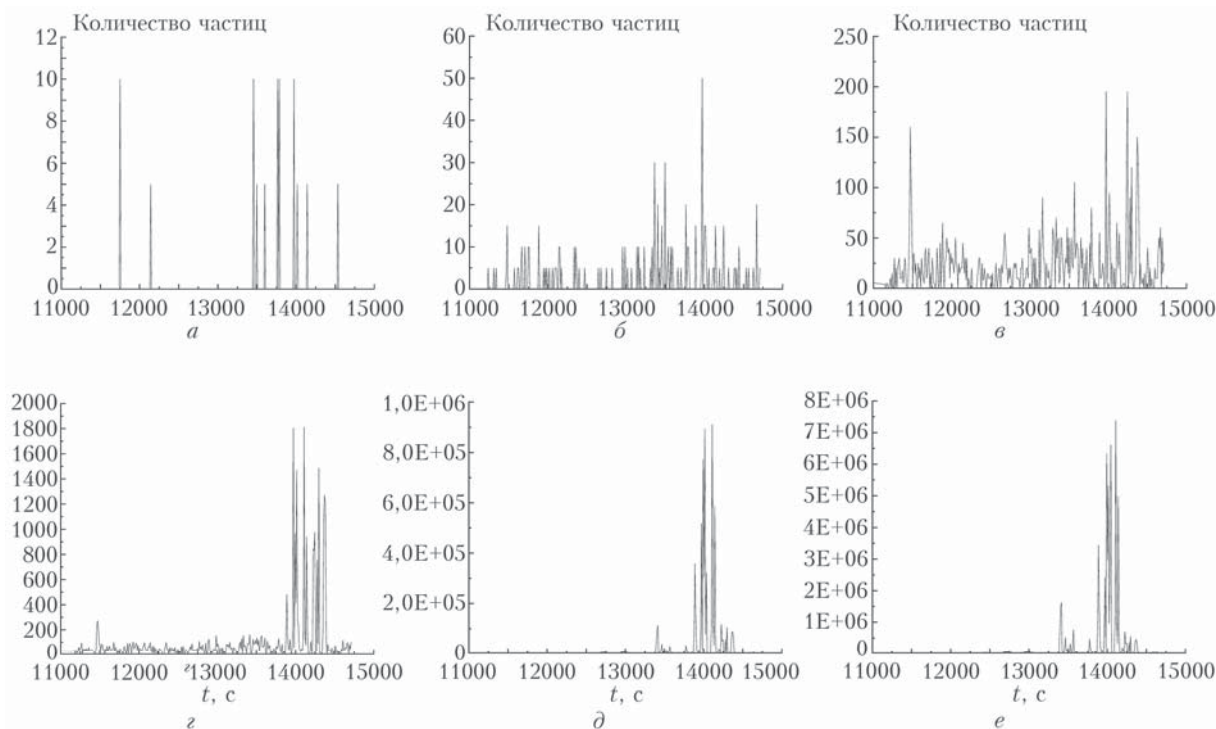 Количество частиц
12
10
8
6
4
2
0
11000 12000 13000 14000 15000
а
Количество частиц
60
50
40
30
20
10
0
11000 12000 13000 14000 15000
б
Количество частиц
250
200
150
100
50
0
11000 12000 13000 14000 15000
в
2000
1800
1600
1400
1200
1000
800
600
400
200
0
11000 12000 13000 14000 15000
t, с
г
1,0E+06
8,0E+05
6,0E+05
4,0E+05
2,0E+05
0
11000 12000 13000 14000 15000
t, с
д
8E+06
7E+06
6E+06
5E+06
4E+06
3E+06
2E+06
1E+06
0
11000 12000 13000 14000 15000
t, с
е